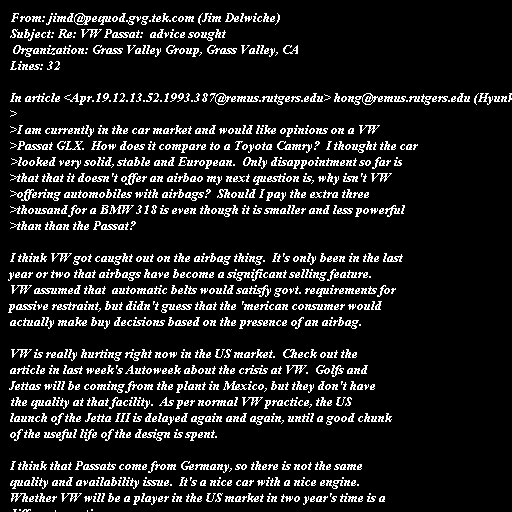 From: jimd@pequod.gvg.tek.com (Jim Delwiche)
Subject: Re: VW Passat:  advice sought
Organization: Grass Valley Group, Grass Valley, CA
Lines: 32

In article <Apr.19.12.13.52.1993.387@remus.rutgers.edu> hong@remus.rutgers.edu (Hyunk
>
>I am currently in the car market and would like opinions on a VW
>Passat GLX.  How does it compare to a Toyota Camry?  I thought the car
>looked very solid, stable and European.  Only disappointment so far is
>that that it doesn't offer an airbao my next question is, why isn't VW
>offering automobiles with airbags?  Should I pay the extra three
>thousand for a BMW 318 is even though it is smaller and less powerful
>than than the Passat?

I think VW got caught out on the airbag thing.  It's only been in the last
year or two that airbags have become a significant selling feature.
VW assumed that  automatic belts would satisfy govt. requirements for
passive restraint, but didn't guess that the 'merican consumer would
actually make buy decisions based on the presence of an airbag.

VW is really hurting right now in the US market.  Check out the
article in last week's Autoweek about the crisis at VW.  Golfs and
Jettas will be coming from the plant in Mexico, but they don't have
the quality at that facility.  As per normal VW practice, the US
launch of the Jetta III is delayed again and again, until a good chunk
of the useful life of the design is spent.

I think that Passats come from Germany, so there is not the same
quality and availability issue.  It's a nice car with a nice engine.
Whether VW will be a player in the US market in two year's time is a